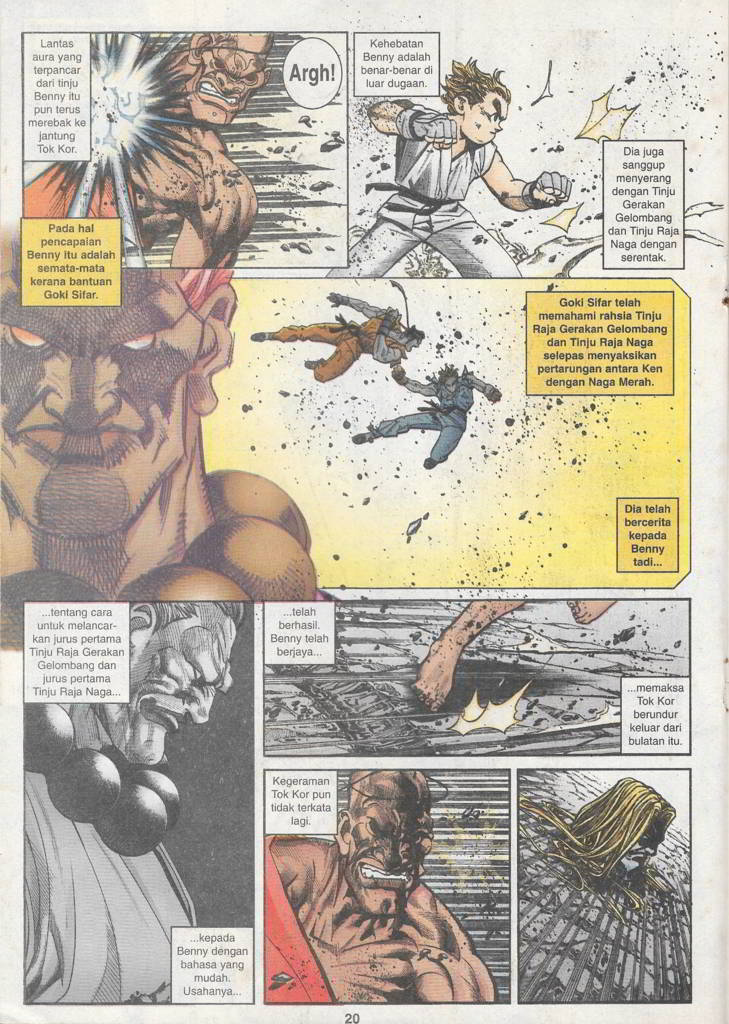 Lantas
aura yang
terpancar
dari tinju
Benny itu
pun terus
merebak ke
jantung
Tok Kor.
Argh!
Kehebatan
Benny adalah
benar-benar di
luar dugaan.
Dia juga
sanggup
menyerang
dengan Tinju
Gerakan
Gelombang
dan Tinju Raja
Naga dengan
serentak.
Pada hal
pencapaian
Benny itu adalah
semata-mata
kerana bantuan
Goki Sifar.
Goki Sifar telah
memahami rahsia Tinju
Raja Gerakan Gelombang
dan Tinju Raja Naga
selepas menyaksikan
pertarungan antara Ken
dengan Naga Merah.
Dia telah
bercerita
kepada
Benny
tadi...
...tentang cara
untuk melancar-
kan jurus pertama
Tinju Raja Gerakan
Gelombang dan
jurus pertama
Tinju Raja Naga...
...kepada
Benny dengan
bahasa yang
mudah.
Usahanya...
...telah
berhasil.
Benny telah
berjaya...
...memaksa
Tok Kor
berundur
keluar dari
bulatan itu.
Kegeraman
Tok Kor pun
tidak terkata
lagi.
20